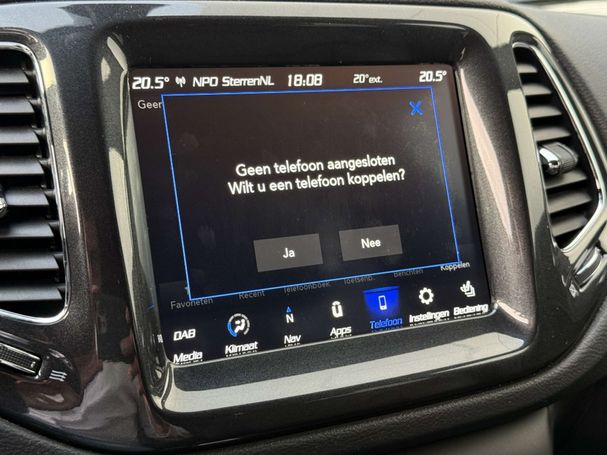 20.5° NPO SterrenNL 18:08 20°ext. 20.5°
Geen
X
Geen telefoon aangesloten
Wilt u een telefoon koppelen?
Ja Nee
Favorieten Recent Telefoonboek Toetsenb. Berichten Koppelen
DAB
Media Klimaat Nav Apps Telefoon Instellingen Bediening
N